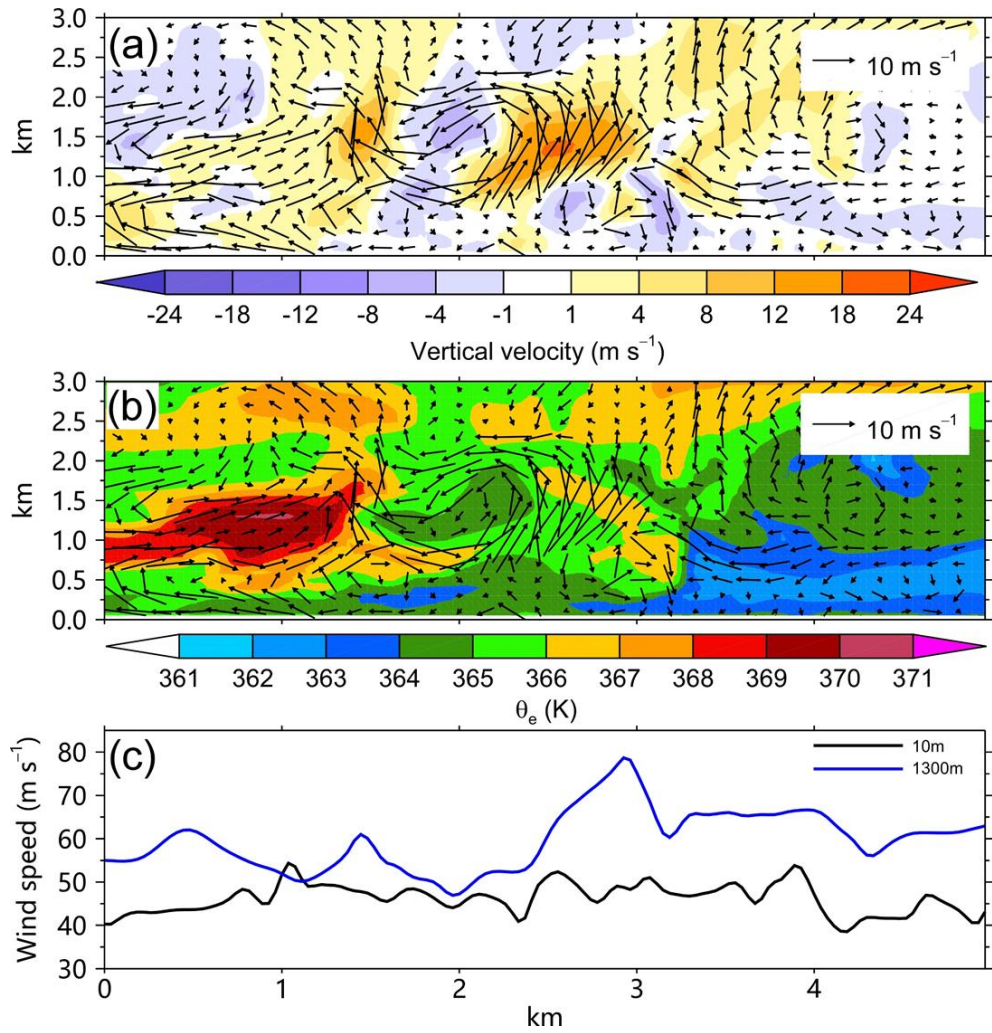 (a)
10 m s⁻¹
3.0
2.5
2.0
1.5
1.0
0.5
0.0
km
-24 -18 -12 -8 -4 -1 1 4 8 12 18 24
Vertical velocity (m s⁻¹)
(b)
10 m s⁻¹
3.0
2.5
2.0
1.5
1.0
0.5
0.0
km
361 362 363 364 365 366 367 368 369 370 371
θe (K)
(c)
10m
1300m
80
70
60
50
40
30
Wind speed (m s⁻¹)
0 1 2 3 4
km